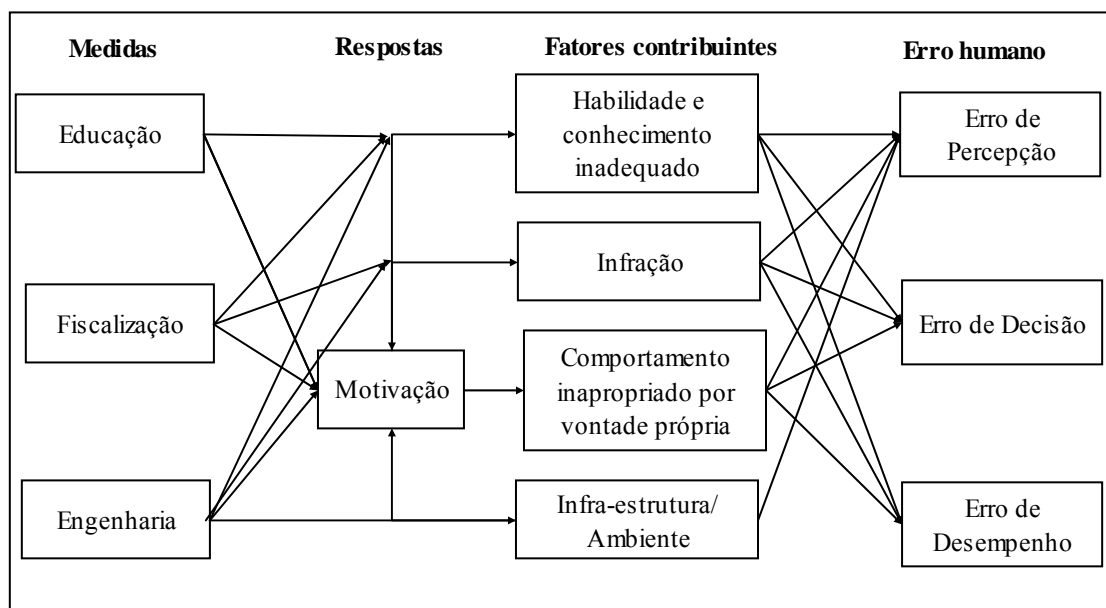 Medidas
Respostas
Fatores contribuintes
Erro humano
Educação
Fiscalização
Engenharia
Motivação
Habilidade e
conhecimento
inadequado
Infração
Comportamento
inapropriado por
vontade própria
Infra-estrutura/
Ambiente
Erro de
Percepção
Erro de Decisão
Erro de
Desempenho